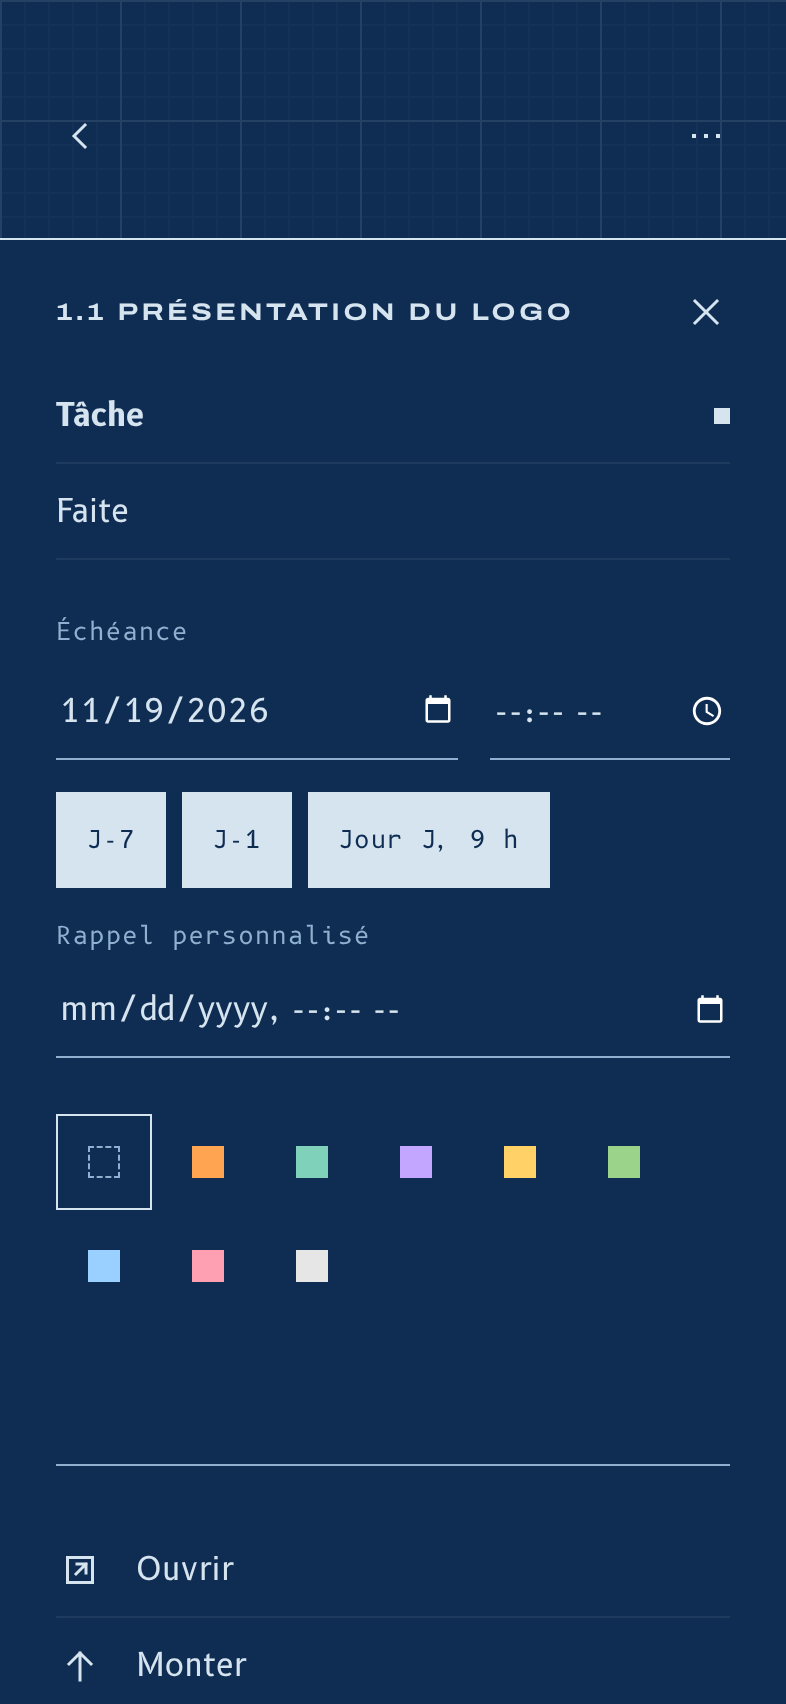 1.1 PRÉSENTATION DU LOGO
Tâche
Faite
Échéance
11/19/2026 --:-- --
J-7 J-1 Jour J, 9 h
Rappel personnalisé
mm/dd/yyyy, --:-- --
Ouvrir
Monter